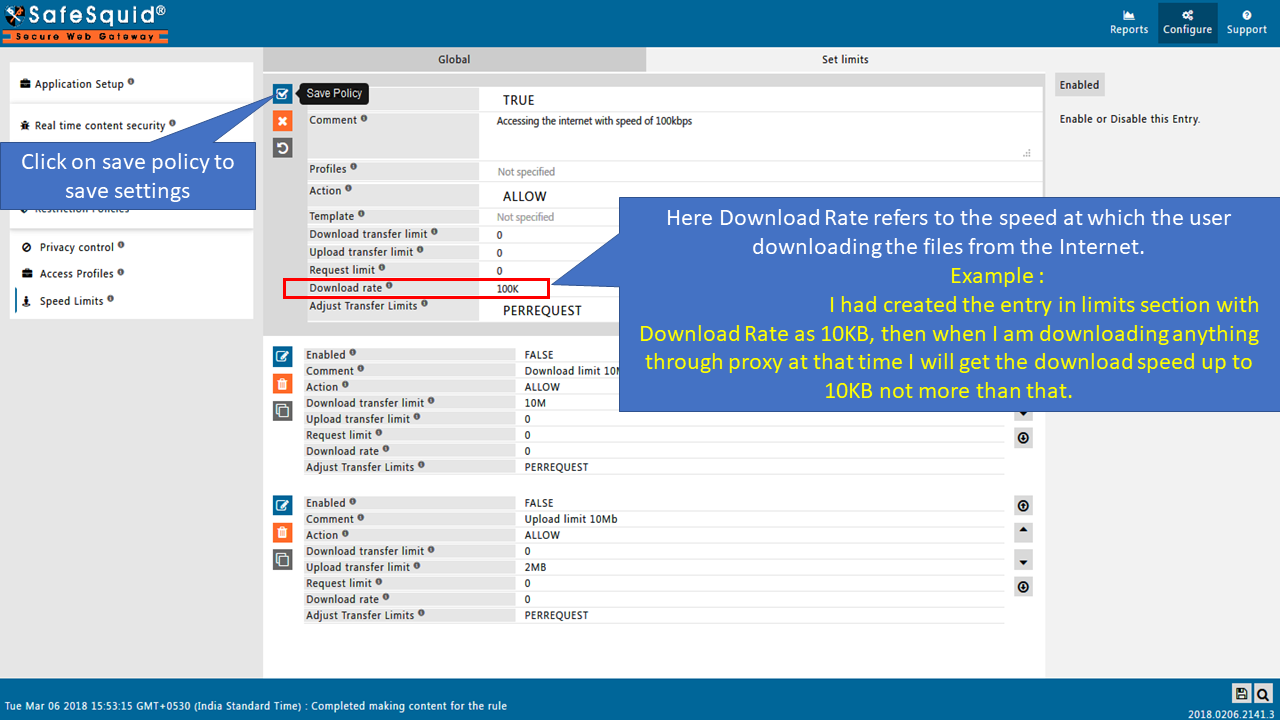 SafeSquid®
Secure Web Gateway
Reports
Configure
Support
Application Setup
Real time content security
Click on save policy to
save settings
Restriction Policies
Privacy control
Access Profiles
Speed Limits
Global
Set limits
Save Policy
TRUE
Comment
Accessing the internet with speed of 100kbps
Profiles
Not specified
Action
ALLOW
Template
Not specified
Download transfer limit
0
Upload transfer limit
0
Request limit
0
Download rate
100K
Adjust Transfer Limits
PERREQUEST
Enabled
Enable or Disable this Entry.
Here Download Rate refers to the speed at which the user
downloading the files from the Internet.
Example :
I had created the entry in limits section with
Download Rate as 10KB, then when I am downloading anything
through proxy at that time I will get the download speed up to
10KB not more than that.
Enabled
FALSE
Comment
Download limit
Action
ALLOW
Download transfer limit
10M
Upload transfer limit
0
Request limit
0
Download rate
0
Adjust Transfer Limits
PERREQUEST
Enabled
FALSE
Comment
Upload limit 10Mb
Action
ALLOW
Download transfer limit
0
Upload transfer limit
2MB
Request limit
0
Download rate
0
Adjust Transfer Limits
PERREQUEST
Tue Mar 06 2018 15:53:15 GMT+0530 (India Standard Time) : Completed making content for the rule
2018.0206.2141.3